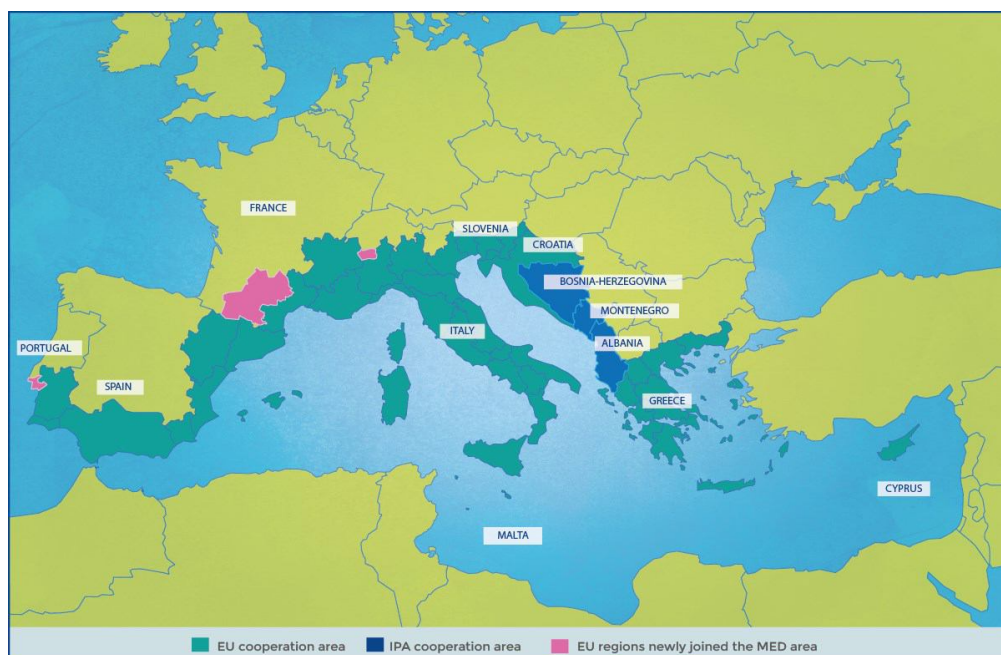 SLOVENIA
FRANCE
CROATIA
BOSNIA-HERZEGOVINA
MONTENEGRO
ITALY
ALBANIA
PORTUGAL
SPAIN
GREECE
CYPRUS
MALTA
EU cooperation area
IPA cooperation area
EU regions newly joined the MED area